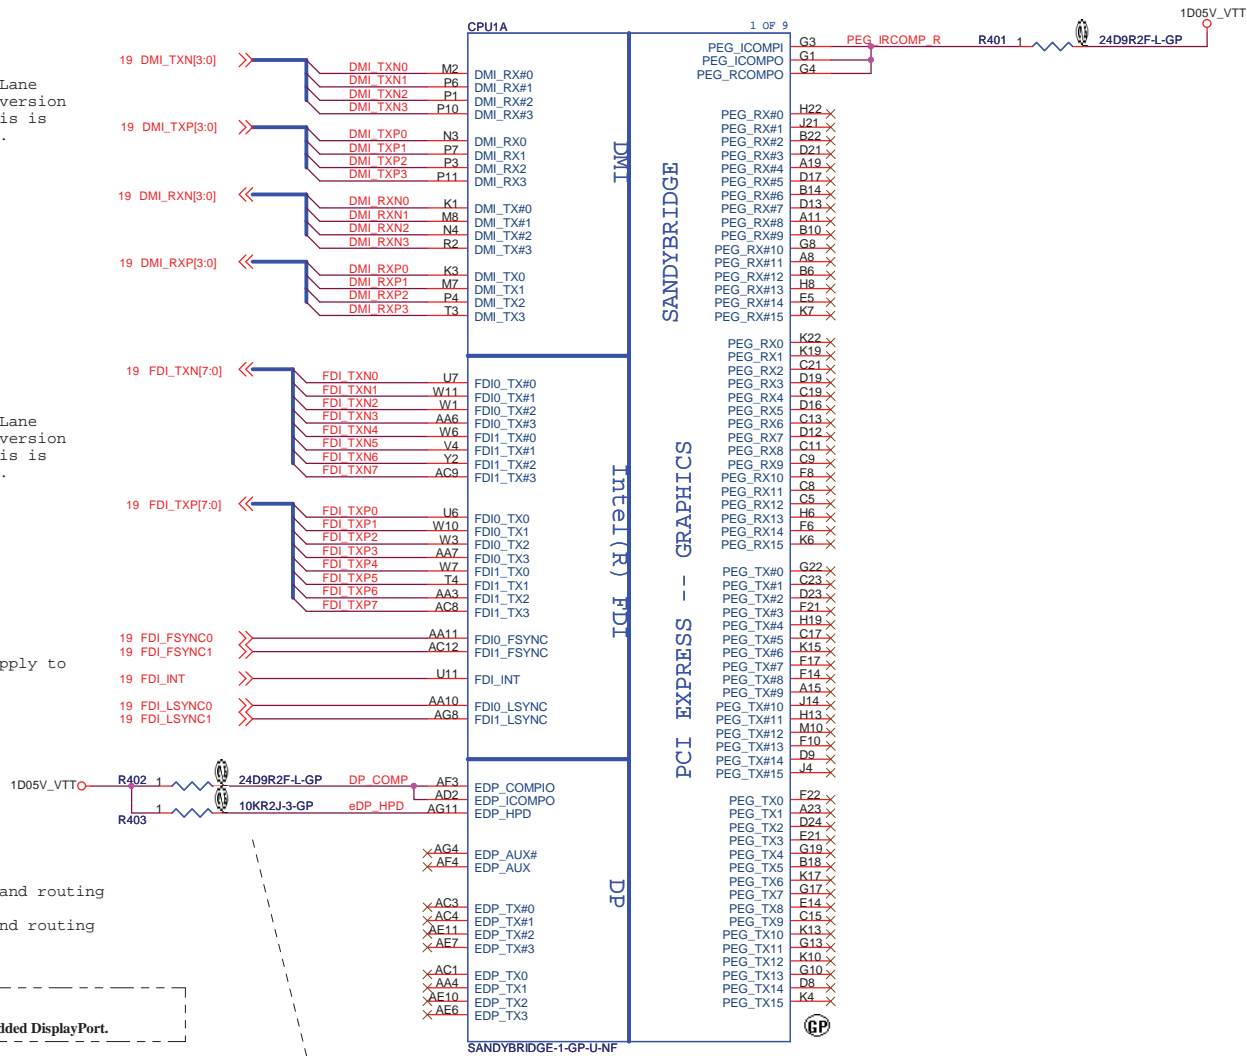 CPU1A
1 OF 9
1D05V_VTT
PEG_ICOMPI G3 PEG_IRCOMP_R R401 1 24D9R2F-L-GP
PEG_ICOMPO G1
PEG_RCOMPO G4
Lane
version
is is
.
19 DMI_TXN[3:0]
DMI_TXN0 M2 DMI_RX#0
DMI_TXN1 P6 DMI_RX#1
DMI_TXN2 P1 DMI_RX#2
DMI_TXN3 P10 DMI_RX#3
19 DMI_TXP[3:0]
DMI_TXP0 N3 DMI_RX0
DMI_TXP1 P7 DMI_RX1
DMI_TXP2 P3 DMI_RX2
DMI_TXP3 P11 DMI_RX3
19 DMI_RXN[3:0]
DMI_RXN0 K1 DMI_TX#0
DMI_RXN1 M8 DMI_TX#1
DMI_RXN2 N4 DMI_TX#2
DMI_RXN3 R2 DMI_TX#3
19 DMI_RXP[3:0]
DMI_RXP0 K3 DMI_TX0
DMI_RXP1 M7 DMI_TX1
DMI_RXP2 P4 DMI_TX2
DMI_RXP3 T3 DMI_TX3
DMI
Lane
version
is is
.
19 FDI_TXN[7:0]
FDI_TXN0 U7 FDI0_TX#0
FDI_TXN1 W11 FDI0_TX#1
FDI_TXN2 W1 FDI0_TX#2
FDI_TXN3 AA6 FDI0_TX#3
FDI_TXN4 W6 FDI1_TX#0
FDI_TXN5 V4 FDI1_TX#1
FDI_TXN6 Y2 FDI1_TX#2
FDI_TXN7 AC9 FDI1_TX#3
19 FDI_TXP[7:0]
FDI_TXP0 U6 FDI0_TX0
FDI_TXP1 W10 FDI0_TX1
FDI_TXP2 W3 FDI0_TX2
FDI_TXP3 AA7 FDI0_TX3
FDI_TXP4 W7 FDI1_TX0
FDI_TXP5 T4 FDI1_TX1
FDI_TXP6 AA3 FDI1_TX2
FDI_TXP7 AC8 FDI1_TX3
19 FDI_FSYNC0 AA11 FDI0_FSYNC
19 FDI_FSYNC1 AC12 FDI1_FSYNC
pply to
19 FDI_INT U11 FDI_INT
19 FDI_LSYNC0 AA10 FDI0_LSYNC
19 FDI_LSYNC1 AG8 FDI1_LSYNC
Intel(R) FDI
1D05V_VTT
R402 1 24D9R2F-L-GP DP_COMP AF3 EDP_COMPIO
AD2 EDP_ICOMPO
R403 1 10KR2J-3-GP eDP_HPD AG11 EDP_HPD
AG4 EDP_AUX#
AF4 EDP_AUX
and routing
nd routing
AC3 EDP_TX#0
AC4 EDP_TX#1
AE11 EDP_TX#2
AE7 EDP_TX#3
AC1 EDP_TX0
AA4 EDP_TX1
AE10 EDP_TX2
AE6 EDP_TX3
DP
dded DisplayPort.
SANDYBRIDGE
PCI EXPRESS -- GRAPHICS
PEG_RX#0 H22
PEG_RX#1 J21
PEG_RX#2 B22
PEG_RX#3 D21
PEG_RX#4 A19
PEG_RX#5 D17
PEG_RX#6 B14
PEG_RX#7 D13
PEG_RX#8 A11
PEG_RX#9 B10
PEG_RX#10 G8
PEG_RX#11 A8
PEG_RX#12 B6
PEG_RX#13 H8
PEG_RX#14 E5
PEG_RX#15 K7
PEG_RX0 K22
PEG_RX1 K19
PEG_RX2 C21
PEG_RX3 D19
PEG_RX4 C19
PEG_RX5 D16
PEG_RX6 C13
PEG_RX7 D12
PEG_RX8 C11
PEG_RX9 C9
PEG_RX10 F8
PEG_RX11 C8
PEG_RX12 C5
PEG_RX13 H6
PEG_RX14 F6
PEG_RX15 K6
PEG_TX#0 G22
PEG_TX#1 C23
PEG_TX#2 D23
PEG_TX#3 F21
PEG_TX#4 H19
PEG_TX#5 C17
PEG_TX#6 K15
PEG_TX#7 F17
PEG_TX#8 F14
PEG_TX#9 A15
PEG_TX#10 J14
PEG_TX#11 H13
PEG_TX#12 M10
PEG_TX#13 F10
PEG_TX#14 D9
PEG_TX#15 J4
PEG_TX0 F22
PEG_TX1 A23
PEG_TX2 D24
PEG_TX3 E21
PEG_TX4 G19
PEG_TX5 B18
PEG_TX6 K17
PEG_TX7 G17
PEG_TX8 E14
PEG_TX9 C15
PEG_TX10 K13
PEG_TX11 G13
PEG_TX12 K10
PEG_TX13 G10
PEG_TX14 D8
PEG_TX15 K4
GP
SANDYBRIDGE-1-GP-U-NF